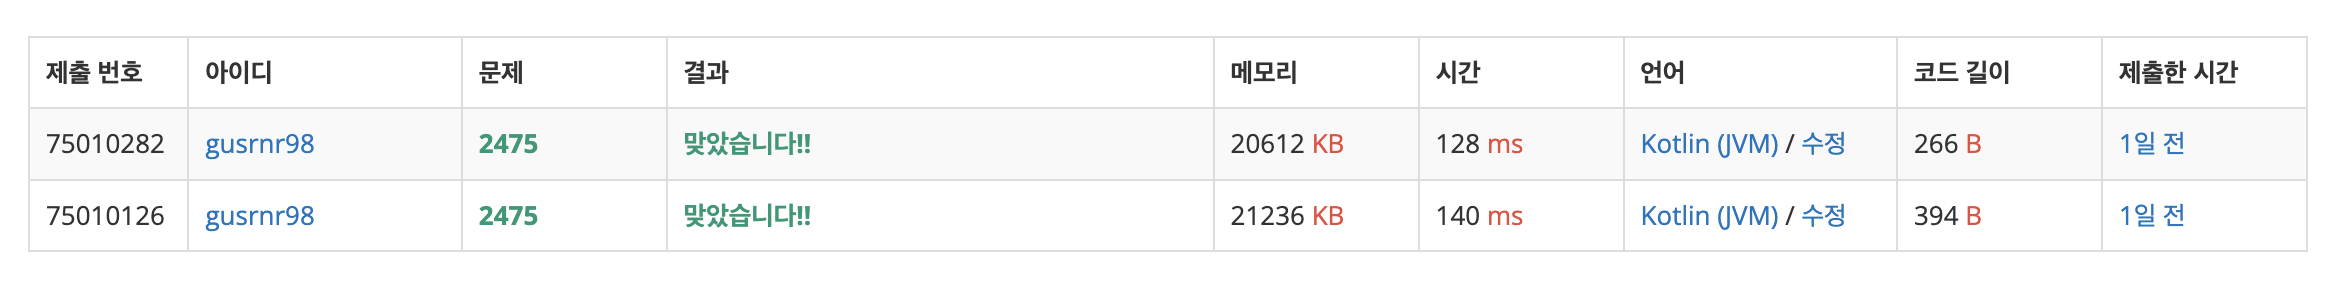 제출 번호 아이디 문제 결과 메모리 시간 언어 코드 길이 제출한 시간
75010282 gusrnr98 2475 맞았습니다!! 20612 KB 128 ms Kotlin (JVM) / 수정 266 B 1일 전
75010126 gusrnr98 2475 맞았습니다!! 21236 KB 140 ms Kotlin (JVM) / 수정 394 B 1일 전